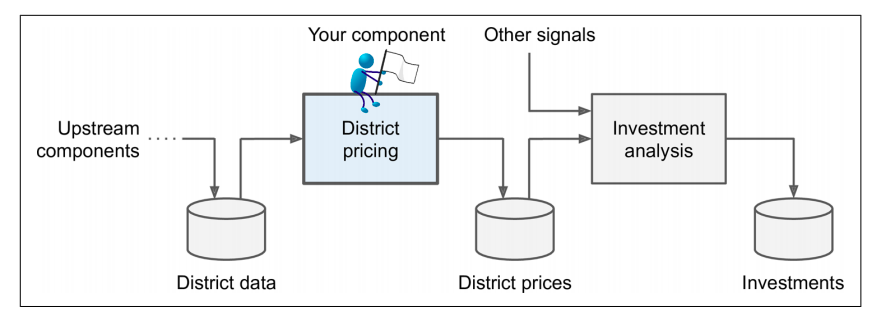 Your component
Other signals
Upstream
components
District
pricing
Investment
analysis
District data
District prices
Investments